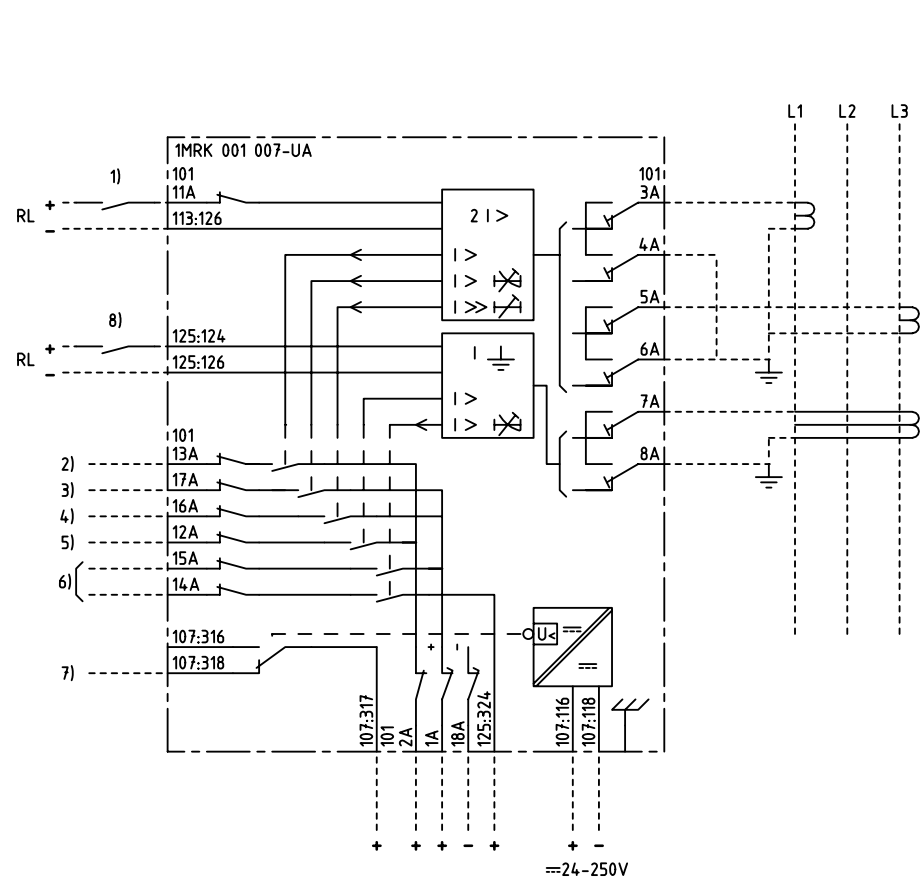 L1 L2 L3
1MRK 001 007-UA
1)
101
101
11A
3A
+
RL
113:126
2 I >
-
4A
I >
I >
5A
I >>
8)
125:124
6A
+
RL
125:126
I
-
7A
I >
I >
101
8A
2) 13A
3) 17A
4) 16A
5) 12A
15A
6)
14A
U<
107:316
+ -
107:318
7)
107:317
101
2A
1A
18A
125:324
107:116
107:118
+ + + - + + -
24-250V